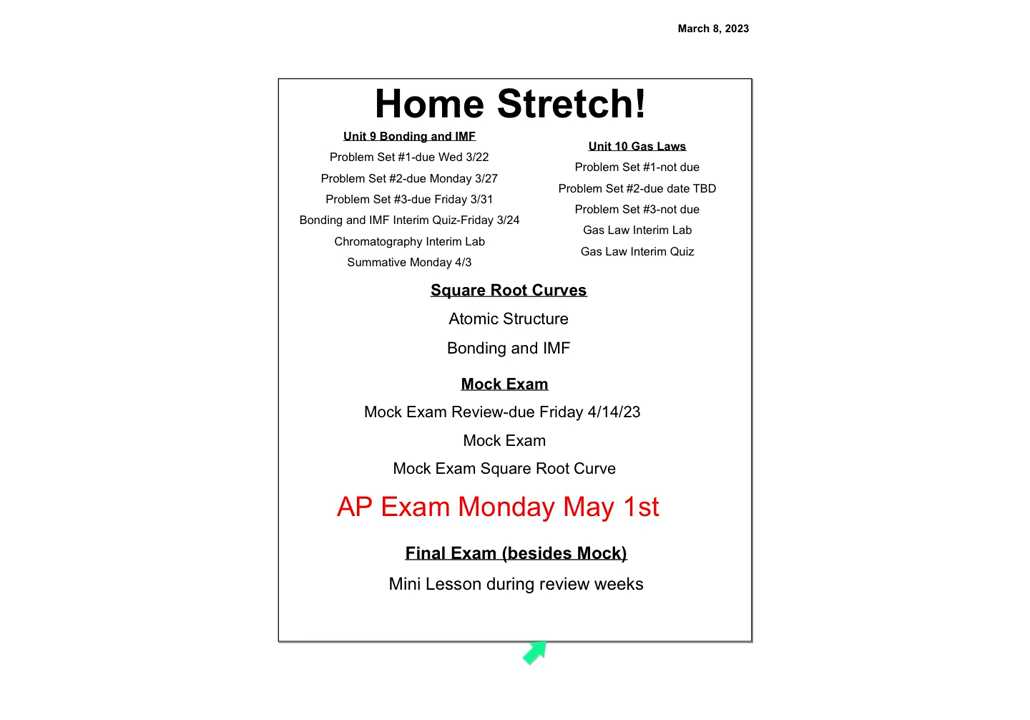 March 8, 2023
Home Stretch!
Unit 9 Bonding and IMF
Problem Set #1-due Wed 3/22
Problem Set #2-due Monday 3/27
Problem Set #3-due Friday 3/31
Bonding and IMF Interim Quiz-Friday 3/24
Chromatography Interim Lab
Summative Monday 4/3
Unit 10 Gas Laws
Problem Set #1-not due
Problem Set #2-due date TBD
Problem Set #3-not due
Gas Law Interim Lab
Gas Law Interim Quiz
Square Root Curves
Atomic Structure
Bonding and IMF
Mock Exam
Mock Exam Review-due Friday 4/14/23
Mock Exam
Mock Exam Square Root Curve
AP Exam Monday May 1st
Final Exam (besides Mock)
Mini Lesson during review weeks